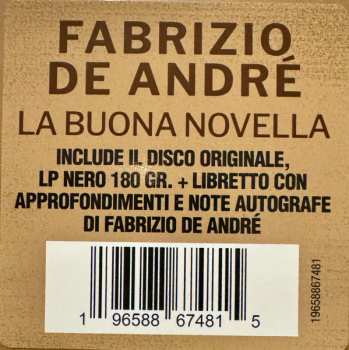 FABRIZIO
DE ANDRÉ
LA BUONA NOVELLA
INCLUDE IL DISCO ORIGINALE,
LP NERO 180 GR. + LIBRETTO CON
APPROFONDIMENTI E NOTE AUTOGRAFE
DI FABRIZIO DE ANDRÉ
1 96588 67481 5
19658867481